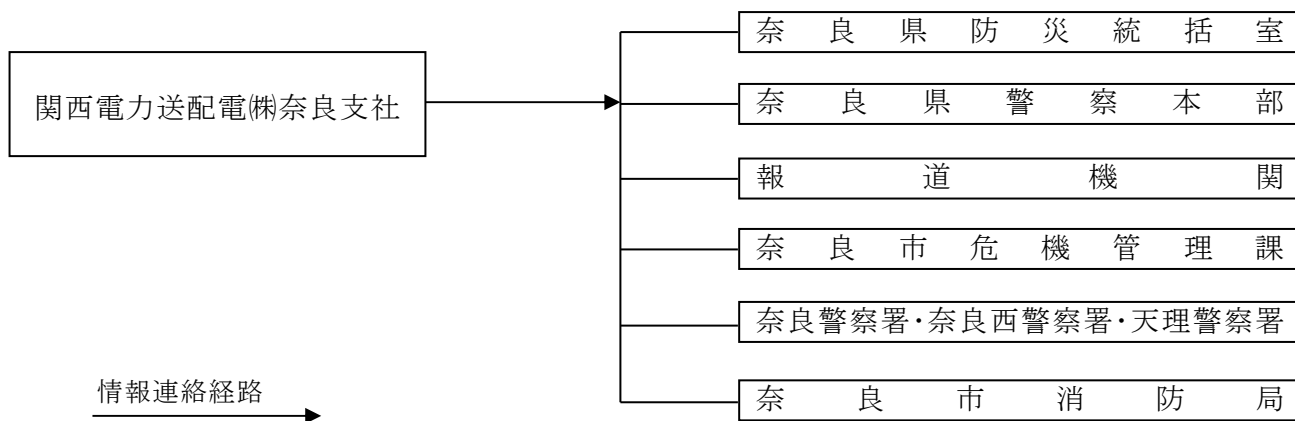 関西電力送配電㈱奈良支社
奈良県防災統括室
奈良県警察本部
報道機関
奈良市危機管理課
奈良警察署・奈良西警察署・天理警察署
奈良市消防局
情報連絡経路